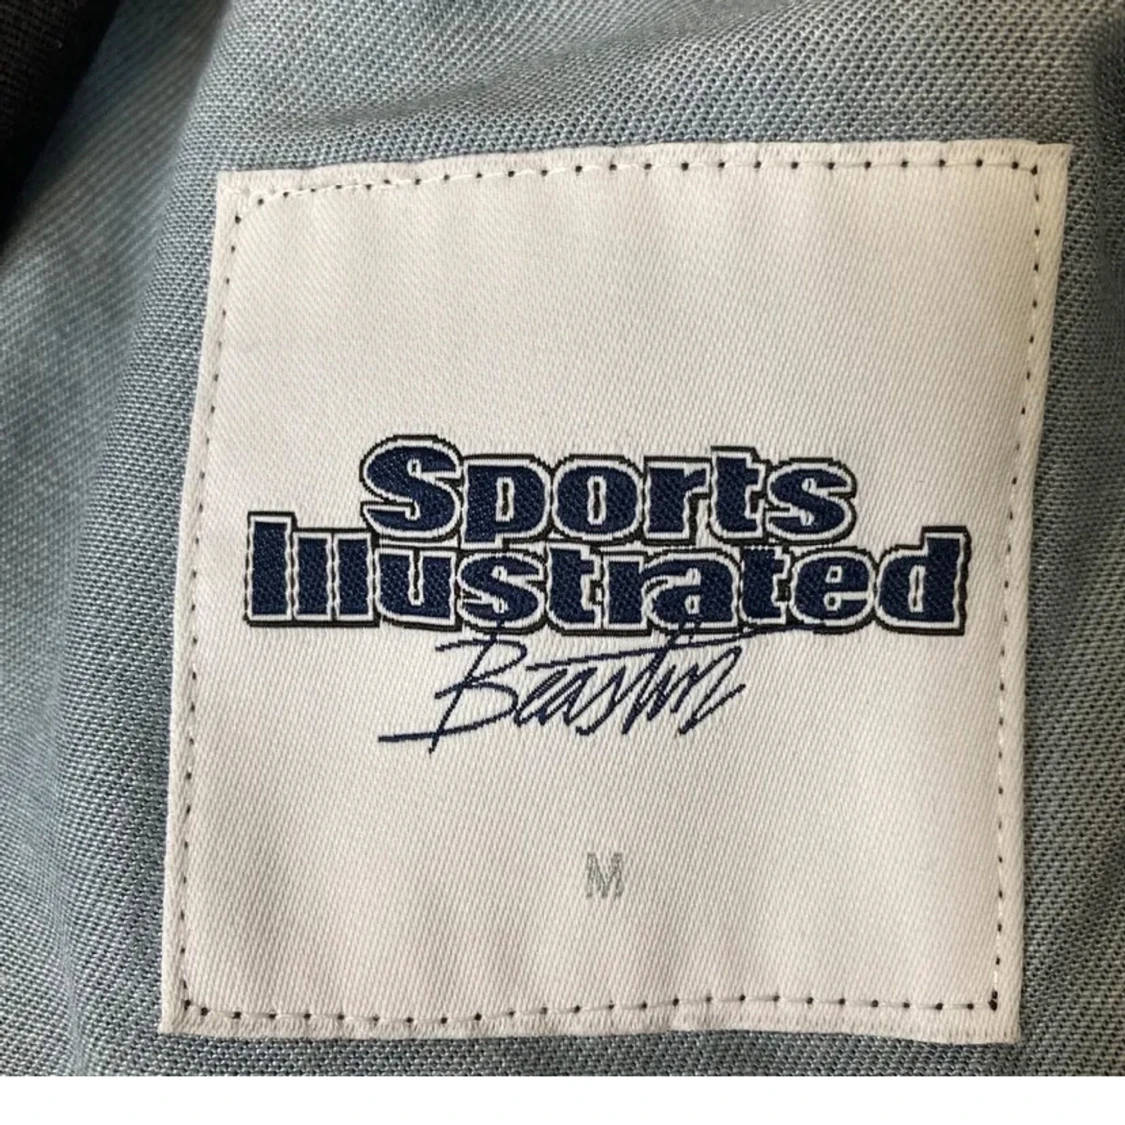 Sports
Illustrated
Beastin
M